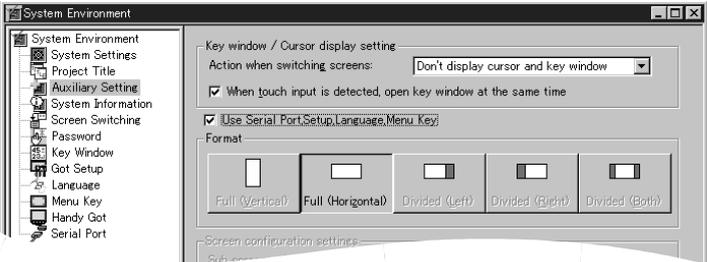 System Environment
System Environment
System Settings
Project Title
Auxiliary Setting
System Information
Screen Switching
Password
Key Window
Got Setup
Language
Menu Key
Handy Got
Serial Port
Key window / Cursor display setting
Action when switching screens: Don't display cursor and key window
When touch input is detected, open key window at the same time
Use Serial Port,Setup,Language,Menu Key
Format
Full (Vertical) Full (Horizontal) Divided (Left) Divided (Right) Divided (Both)
Screen configuration settings